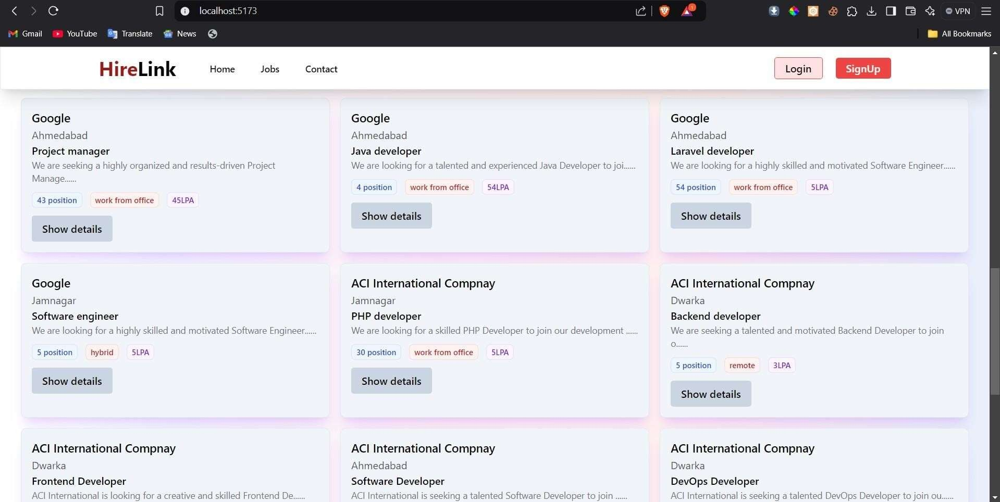 localhost:5173
1
VPN
Gmail
YouTube
Translate
News
All Bookmarks
HireLink
Home
Jobs
Contact
Login
SignUp
Google
Ahmedabad
Project manager
We are seeking a highly organized and results-driven Project
Manage......
43 position
work from office
45LPA
Show details
Google
Ahmedabad
Java developer
We are looking for a talented and experienced Java Developer to joi......
4 position
work from office
54LPA
Show details
Google
Ahmedabad
Laravel developer
We are looking for a highly skilled and motivated Software Engineer......
54 position
work from office
5LPA
Show details
Google
Jamnagar
Software engineer
We are looking for a highly skilled and motivated Software Engineer......
5 position
hybrid
5LPA
Show details
ACI International Compnay
Jamnagar
PHP developer
We are looking for a skilled PHP Developer to join our development ......
30 position
work from office
5LPA
Show details
ACI International Compnay
Dwarka
Backend developer
We are seeking a talented and motivated Backend Developer to join
o......
5 position
remote
3LPA
Show details
ACI International Compnay
Dwarka
Frontend Developer
ACI International is looking for a creative and skilled Frontend De......
ACI International Compnay
Ahmedabad
Software Developer
ACI International is seeking a talented Software Developer to join ......
ACI International Compnay
Dwarka
DevOps Developer
ACI International is seeking a talented DevOps Developer to join ou......